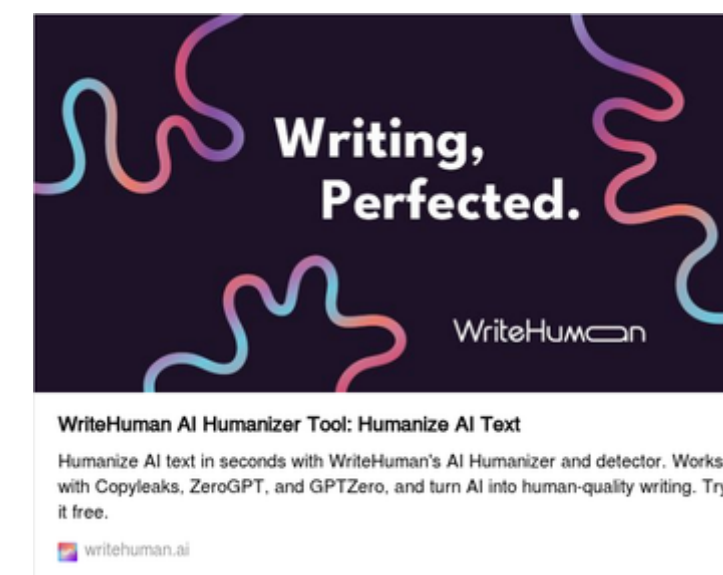 Writing,
Perfected.
WriteHuman
WriteHuman AI Humanizer Tool: Humanize AI Text
Humanize AI text in seconds with WriteHuman's AI Humanizer and detector. Works
with Copyleaks, ZeroGPT, and GPTZero, and turn AI into human-quality writing. Try
it free.
writehuman.ai